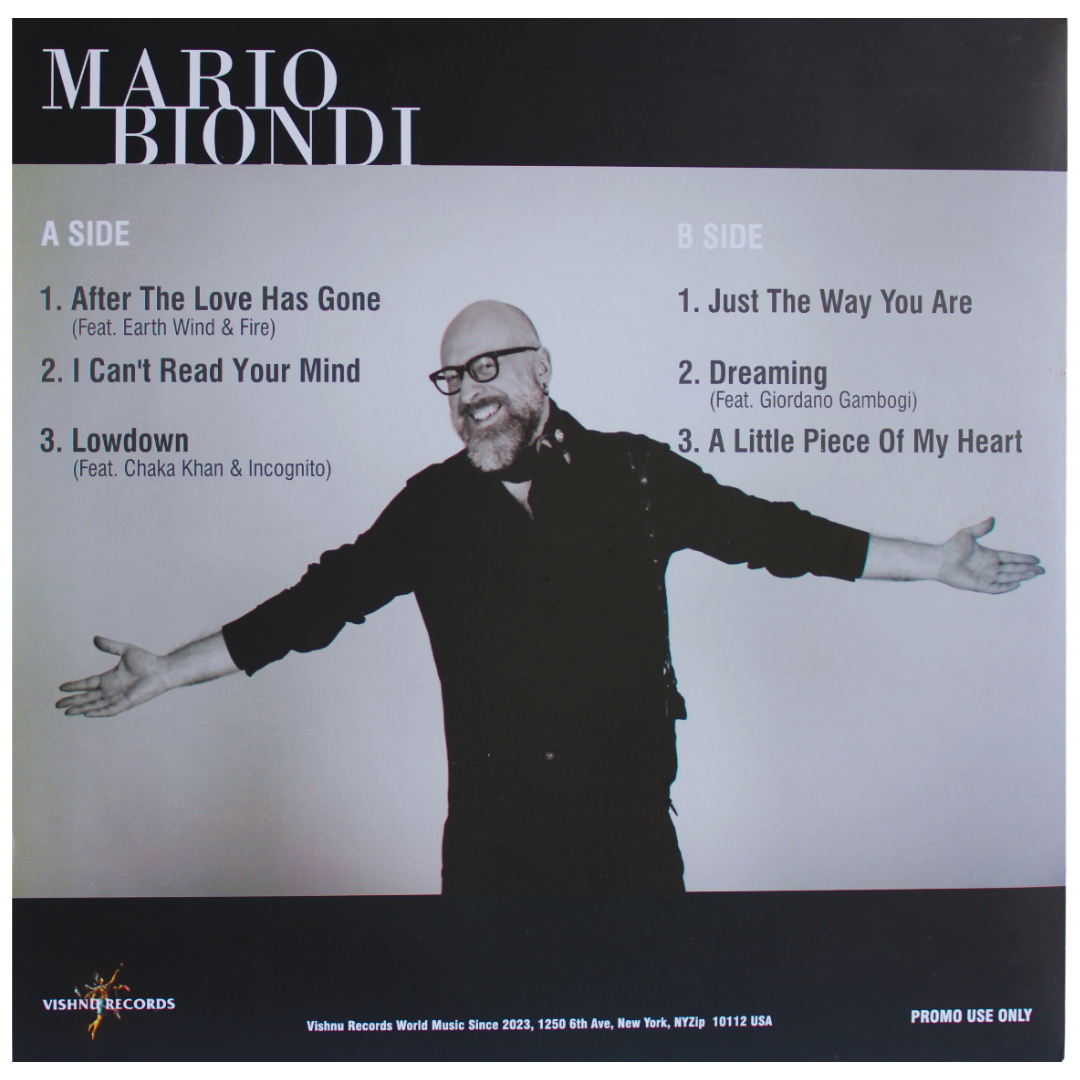 MARIO
BIONDI
A SIDE
1. After The Love Has Gone
(Feat. Earth Wind & Fire)
2. I Can't Read Your Mind
3. Lowdown
(Feat. Chaka Khan & Incognito)
B SIDE
1. Just The Way You Are
2. Dreaming
(Feat. Giordano Gambogi)
3. A Little Piece Of My Heart
VISHNU RECORDS
Vishnu Records World Music Since 2023, 1250 6th Ave, New York, NYZip 10112 USA
PROMO USE ONLY